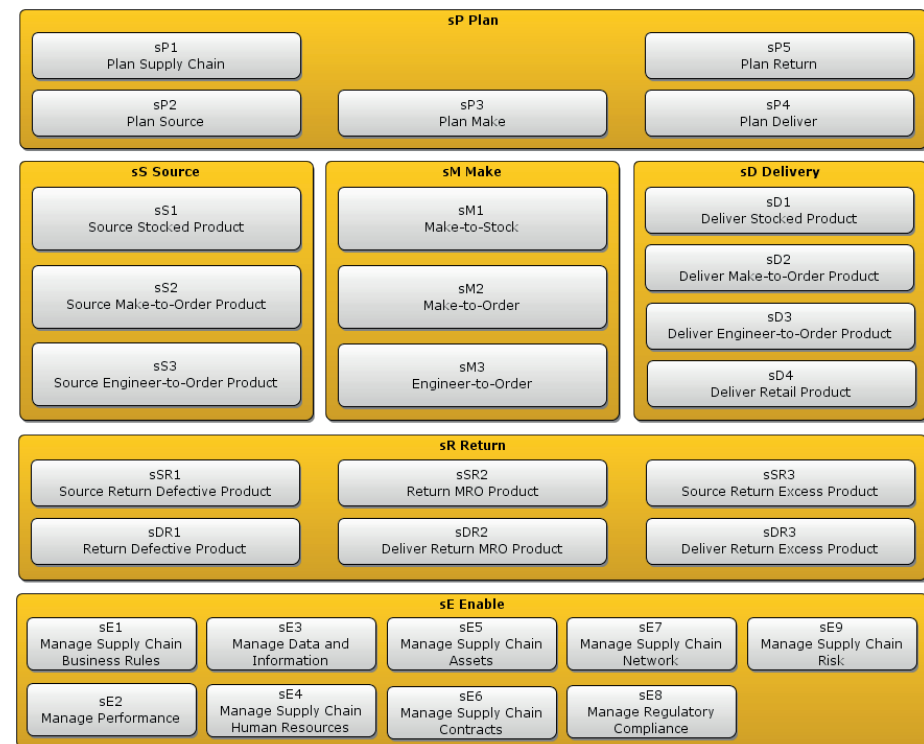 sP Plan
sP1
Plan Supply Chain
sP5
Plan Return
sP2
Plan Source
sP3
Plan Make
sP4
Plan Deliver
sS Source
sS1
Source Stocked Product
sS2
Source Make-to-Order Product
sS3
Source Engineer-to-Order Product
sM Make
sM1
Make-to-Stock
sM2
Make-to-Order
sM3
Engineer-to-Order
sD Delivery
sD1
Deliver Stocked Product
sD2
Deliver Make-to-Order Product
sD3
Deliver Engineer-to-Order Product
sD4
Deliver Retail Product
sR Return
sSR1
Source Return Defective Product
sSR2
Return MRO Product
sSR3
Source Return Excess Product
sDR1
Return Defective Product
sDR2
Deliver Return MRO Product
sDR3
Deliver Return Excess Product
sE Enable
sE1
Manage Supply Chain
Business Rules
sE3
Manage Data and
Information
sE5
Manage Supply Chain
Assets
sE7
Manage Supply Chain
Network
sE9
Manage Supply Chain
Risk
sE2
Manage Performance
sE4
Manage Supply Chain
Human Resources
sE6
Manage Supply Chain
Contracts
sE8
Manage Regulatory
Compliance